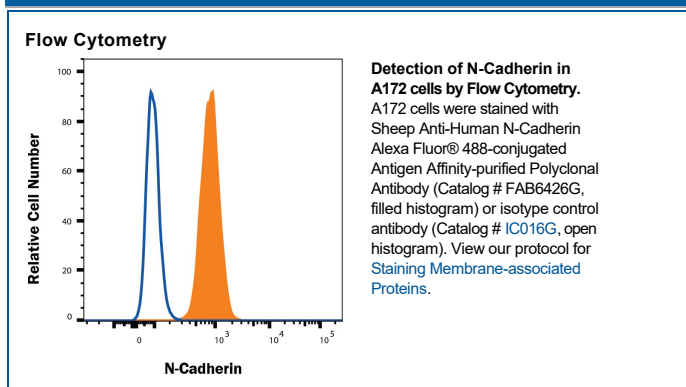 Flow Cytometry
100
80
60
40
20
0
Relative Cell Number
0
10 3
10 4
10 5
N-Cadherin
Detection of N-Cadherin in
A172 cells by Flow Cytometry.
A172 cells were stained with
Sheep Anti-Human N-Cadherin
Alexa Fluor® 488-conjugated
Antigen Affinity-purified Polyclonal
Antibody (Catalog # FAB6426G,
filled histogram) or isotype control
antibody (Catalog # IC016G, open
histogram). View our protocol for
Staining Membrane-associated
Proteins.